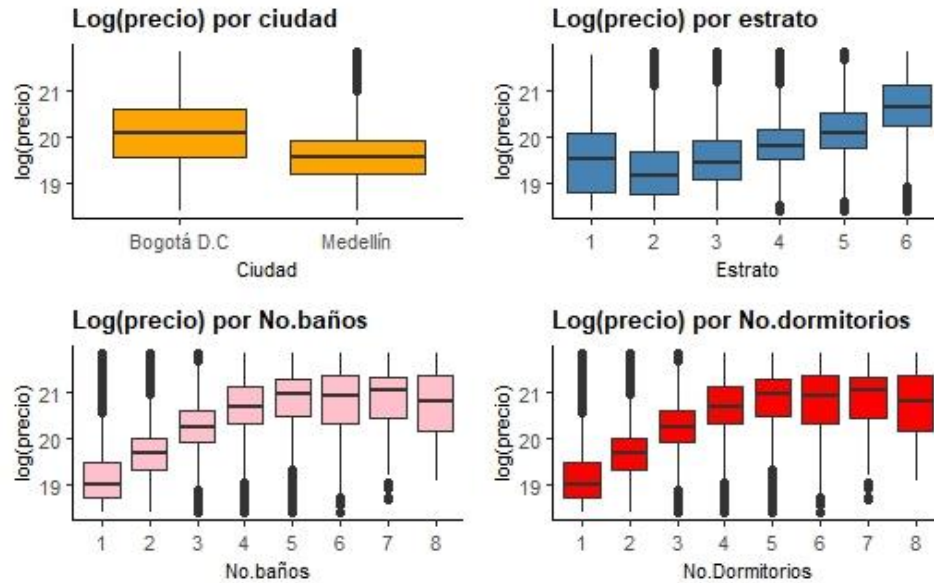 Log(precio) por ciudad
log(precio)
21
20
19
Bogotá D.C Medellín
Ciudad
Log(precio) por estrato
log(precio)
21
20
19
1 2 3 4 5 6
Estrato
Log(precio) por No.baños
log(precio)
21
20
19
1 2 3 4 5 6 7 8
No.baños
Log(precio) por No.dormitorios
log(precio)
21
20
19
1 2 3 4 5 6 7 8
No.Dormitorios